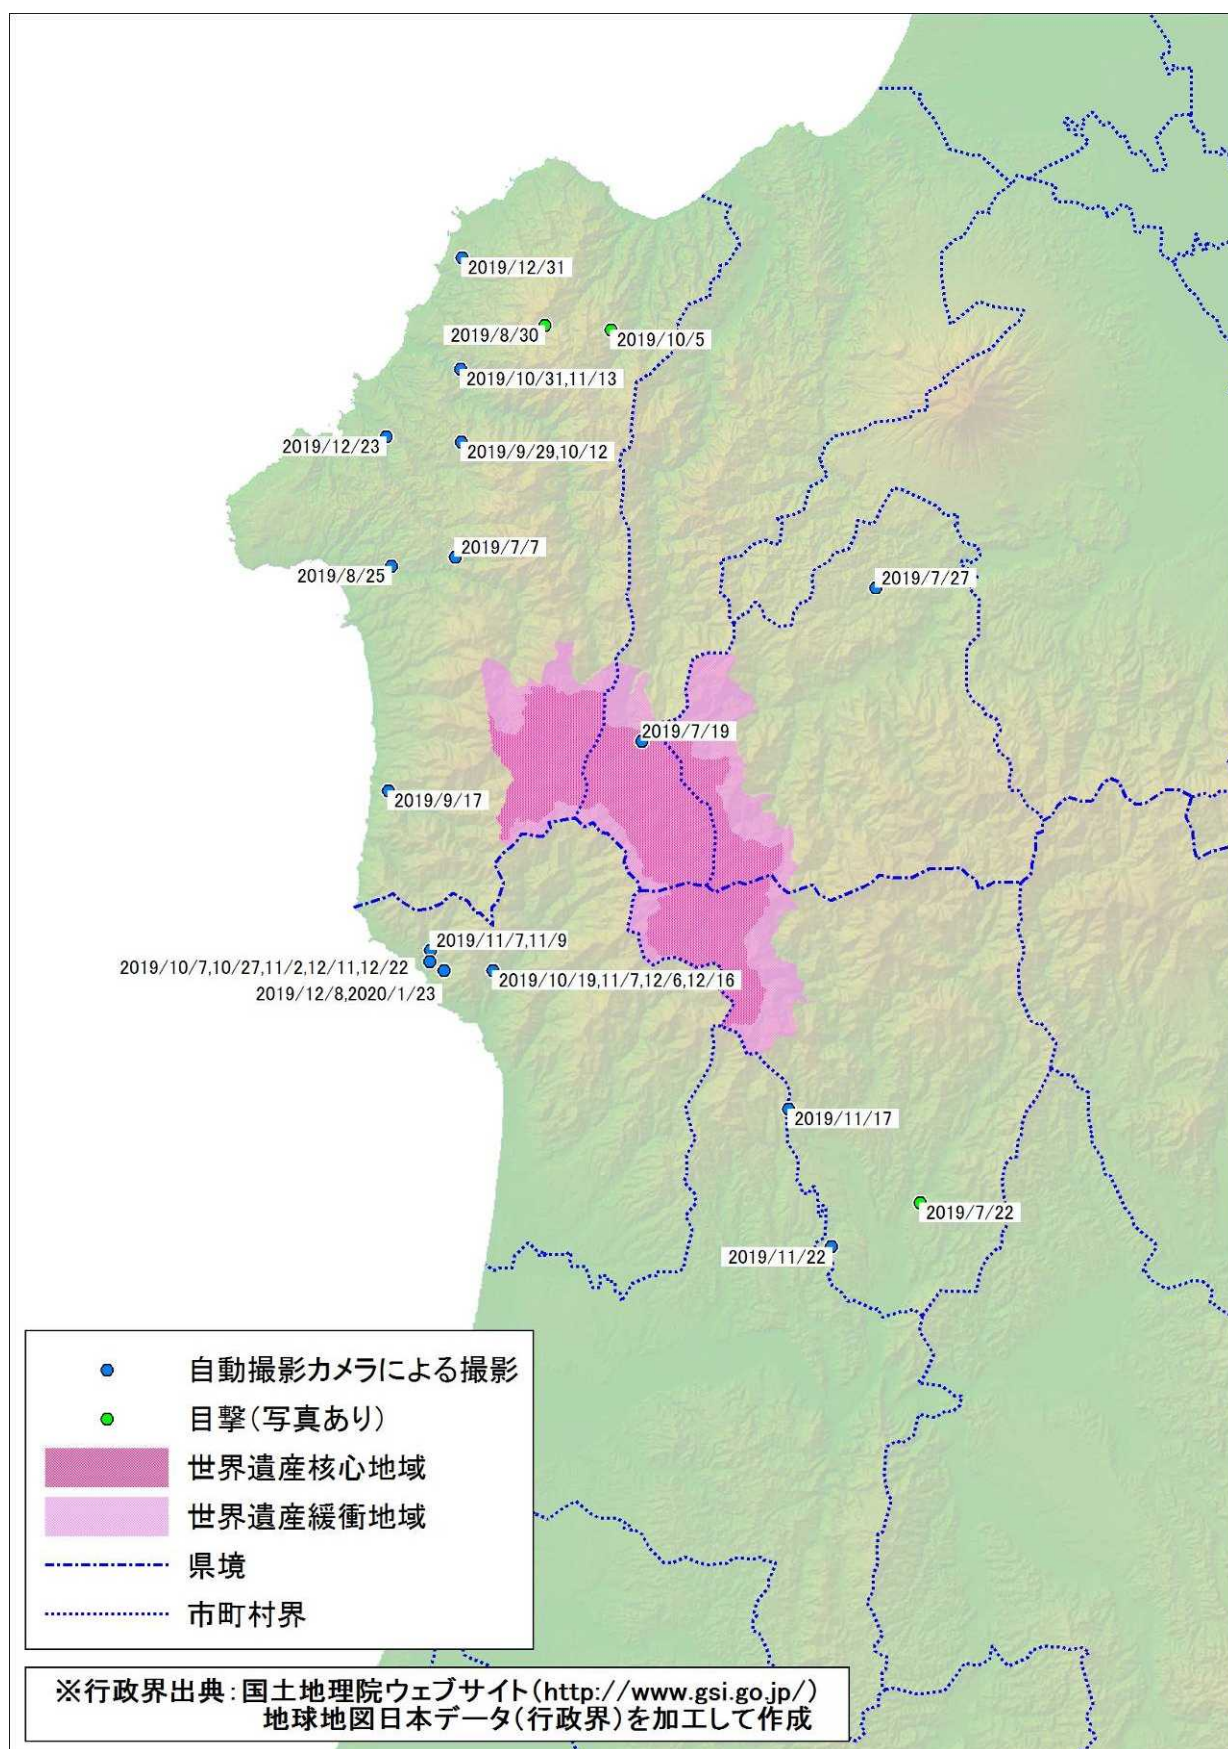 2019/12/31
2019/8/30
2019/10/5
2019/10/31,11/13
2019/12/23
2019/9/29,10/12
2019/7/7
2019/8/25
2019/7/27
2019/7/19
2019/9/17
2019/11/7,11/9
2019/10/7,10/27,11/2,12/11,12/22
2019/10/19,11/7,12/6,12/16
2019/12/8,2020/1/23
2019/11/17
2019/7/22
2019/11/22
自動撮影カメラによる撮影
目撃(写真あり)
世界遺産核心地域
世界遺産緩衝地域
県境
市町村界
※行政界出典:国土地理院ウェブサイト(http://www.gsi.go.jp/)
地球地図日本データ(行政界)を加工して作成